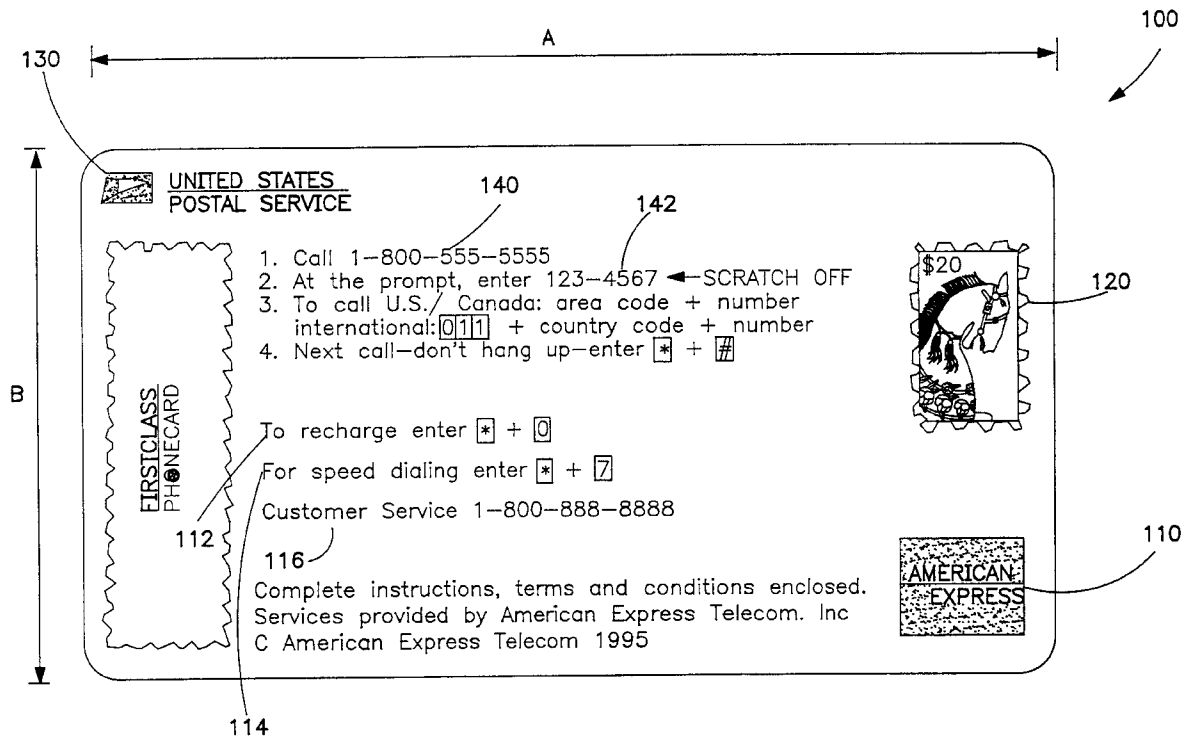 A
100
130
UNITED STATES
POSTAL SERVICE
140
142
1. Call 1-800-555-5555
2. At the prompt, enter 123-4567 ←SCRATCH OFF
3. To call U.S./ Canada: area code + number
international:011 + country code + number
4. Next call-don't hang up-enter * + #
$20
120
B
FIRSTCLASS
PHONECARD
To recharge enter * + 0
For speed dialing enter * + 7
Customer Service 1-800-888-8888
112
116
110
AMERICAN
EXPRESS
Complete instructions, terms and conditions enclosed.
Services provided by American Express Telecom. Inc
C American Express Telecom 1995
114